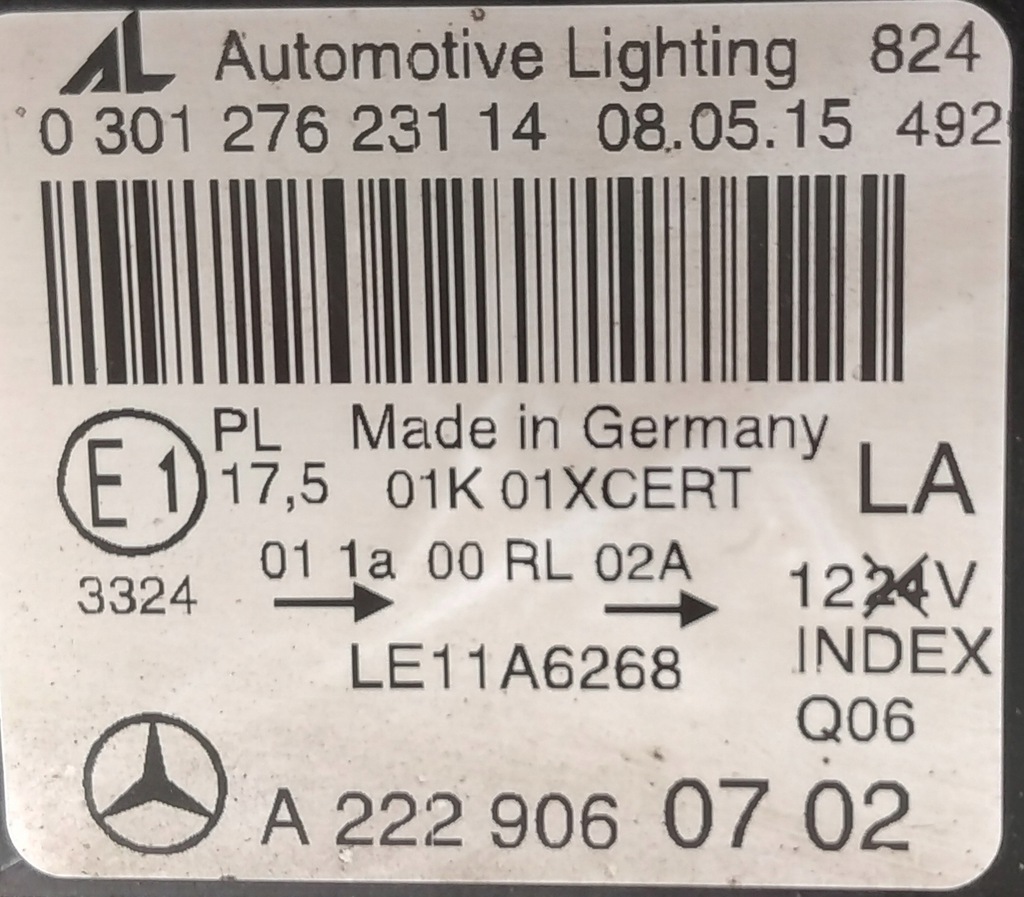 AL Automotive Lighting 824
0 301 276 231 14 08.05.15 492
E1 PL Made in Germany
17,5 01K 01XCERT LA
01 1a 00 RL 02A
3324 → → 1224V
LE11A6268 INDEX
Q06
A 222 906 07 02